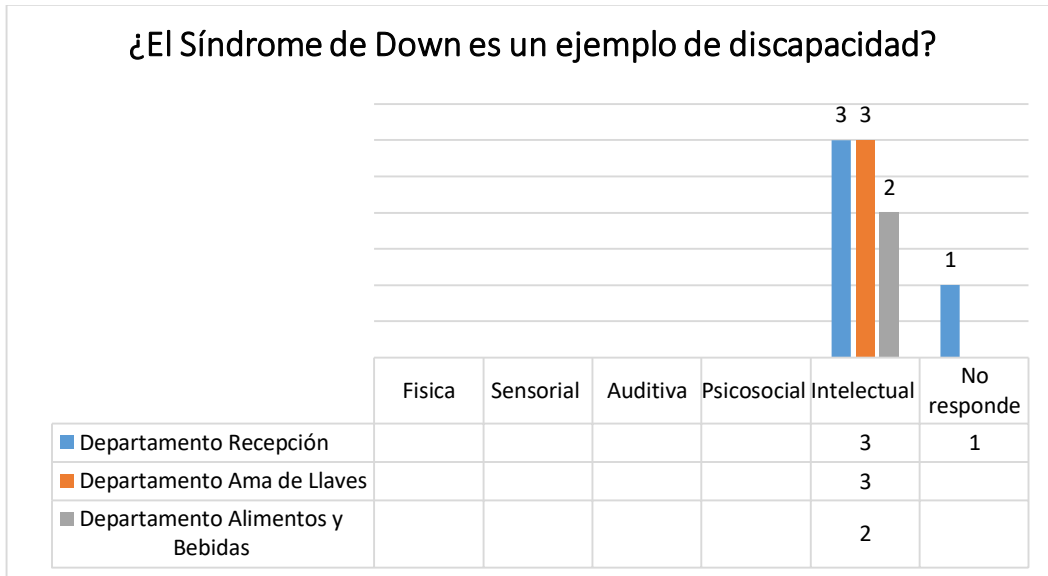 ¿El Síndrome de Down es un ejemplo de discapacidad?
3 3
2
1
Fisica Sensorial Auditiva Psicosocial Intelectual No
responde
Departamento Recepción 3 1
Departamento Ama de Llaves 3
Departamento Alimentos y
Bebidas 2